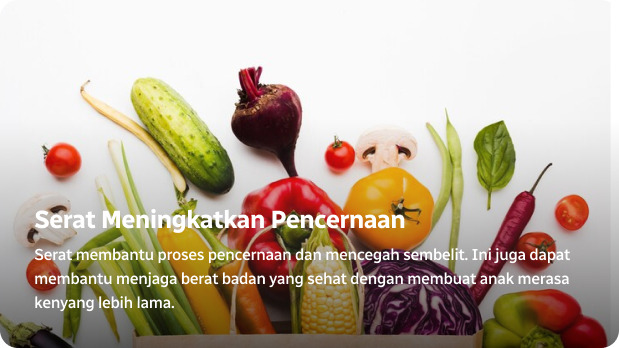 Serat Meningkatkan Pencernaan
Serat membantu proses pencernaan dan mencegah sembelit. Ini juga dapat
membantu menjaga berat badan yang sehat dengan membuat anak merasa
kenyang lebih lama.